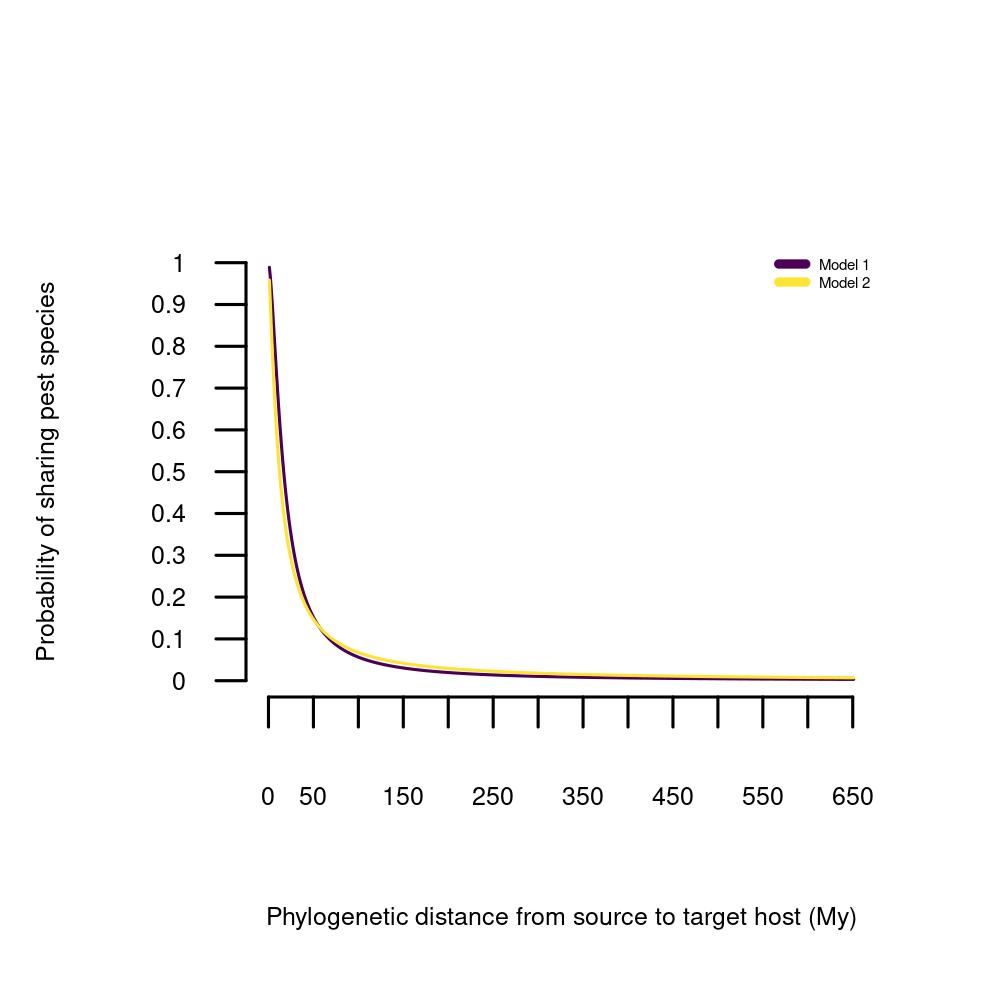 Probability of sharing pest species
1
0.9
0.8
0.7
0.6
0.5
0.4
0.3
0.2
0.1
0
Model 1
Model 2
0 50 150 250 350 450 550 650
Phylogenetic distance from source to target host (My)